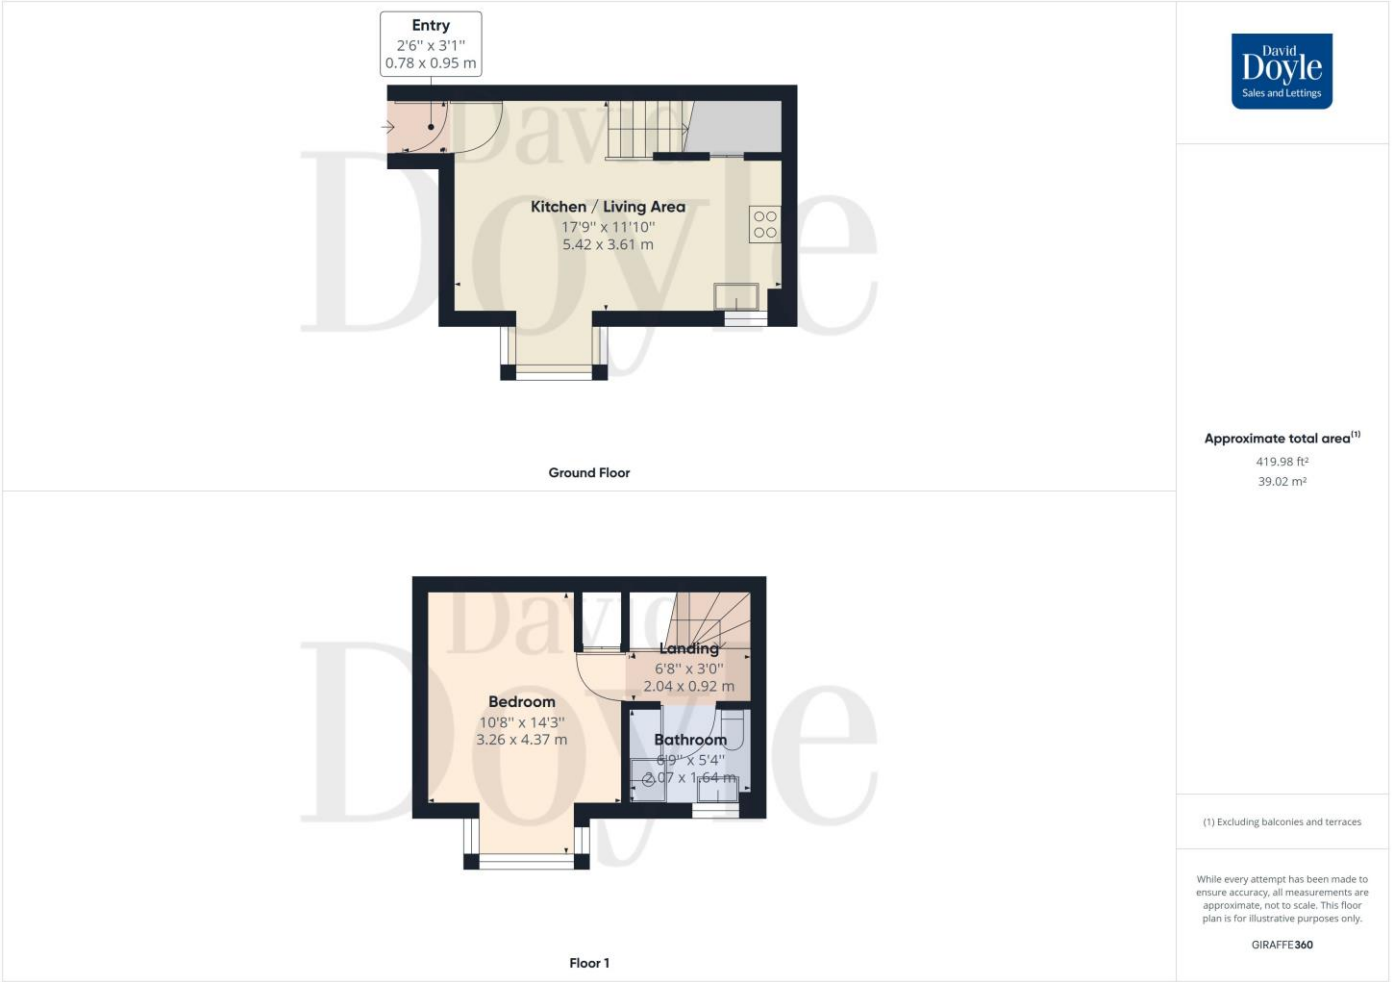 Entry
2'6" x 3'1"
0.78 x 0.95 m
Kitchen / Living Area
17'9" x 11'10"
5.42 x 3.61 m
Ground Floor
David
Doyle
Bedroom
10'8" x 14'3"
3.26 x 4.37 m
Landing
6'8" x 3'0"
2.04 x 0.92 m
Bathroom
6'9" x 5'4"
2.07 x 1.64 m
Floor 1
David
Doyle
David
Doyle
Sales and Lettings
Approximate total area(1)
419.98 ft²
39.02 m²
(1) Excluding balconies and terraces
While every attempt has been made to
ensure accuracy, all measurements are
approximate, not to scale. This floor
plan is for illustrative purposes only.
GIRAFFE360